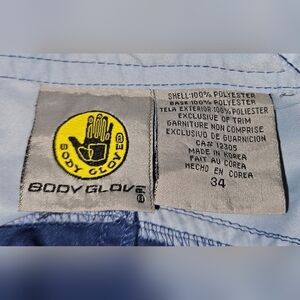 BODY GLOVE
BODY GLOVE®
SHELL:100% POLYESTER
BASE:100% POLYESTER
TELA EXTERIOR:100% POLIESTER
EXCLUSIVE OF TRIM
GARNITURE NON COMPRISE
EXCLUSIVO DE GUARNICION
CA# 12305
MADE IN KOREA
FAIT AU COREA
HECHO EN COREA
34